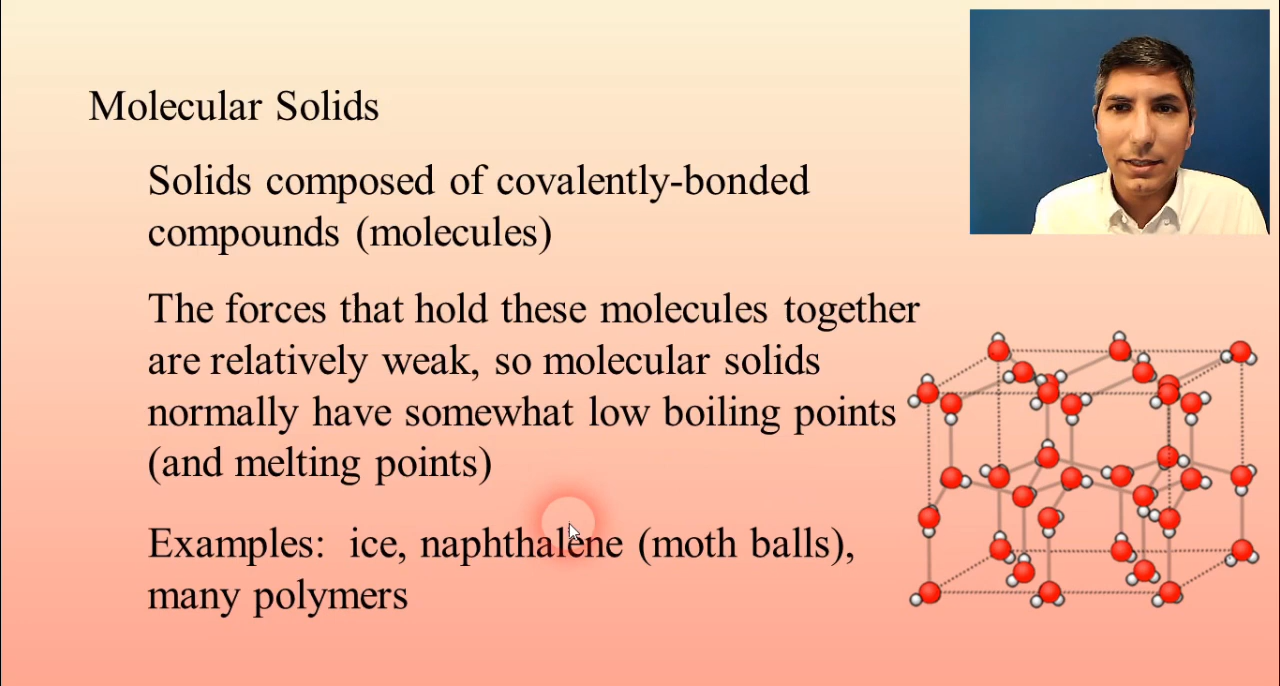 Molecular Solids
Solids composed of covalently-bonded
compounds (molecules)
The forces that hold these molecules together
are relatively weak, so molecular solids
normally have somewhat low boiling points
(and melting points)
Examples:  ice, naphthalene (moth balls),
many polymers